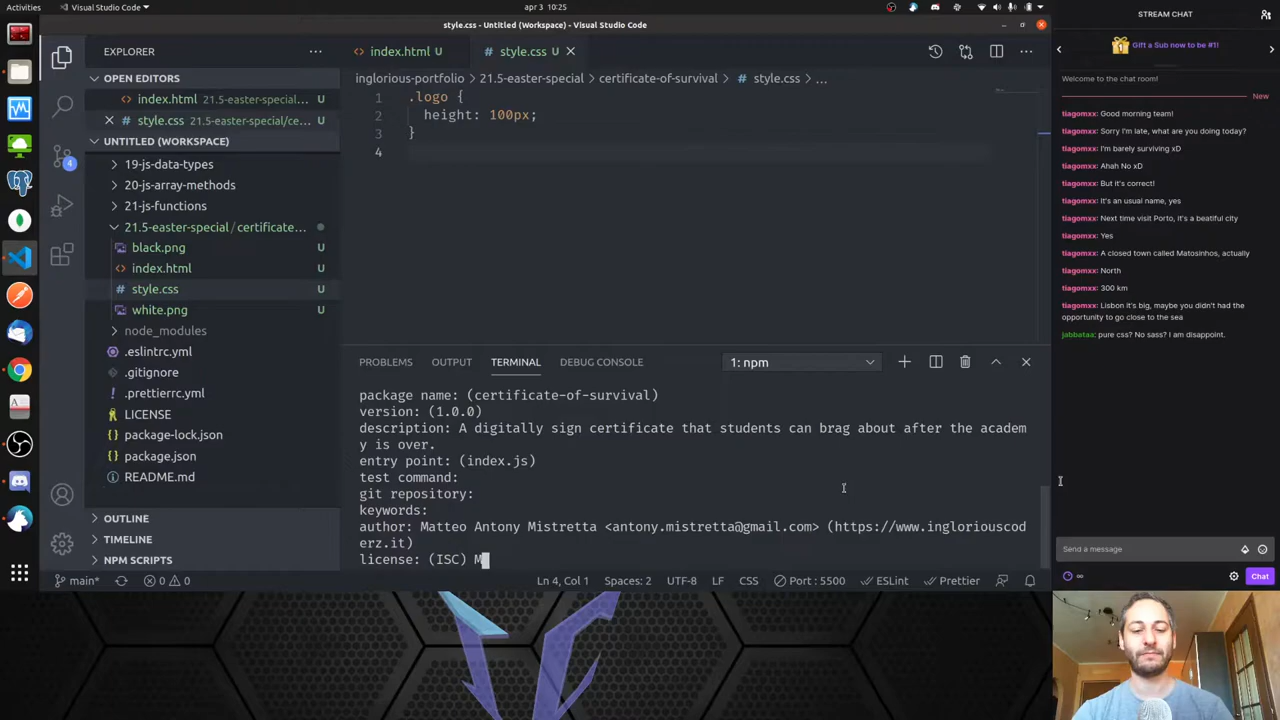 Activities
Visual Studio Code
apr 3 10:25
style.css - Untitled (Workspace) - Visual Studio Code
EXPLORER
OPEN EDITORS
index.html 21.5-easter-special... U
style.css 21.5-easter-special/ce... U
UNTITLED (WORKSPACE)
19-js-data-types
20-js-array-methods
21-js-functions
21.5-easter-special / certificate...
black.png U
index.html U
style.css U
white.png U
node_modules
.eslintrc.yml
.gitignore
.prettierrc.yml
LICENSE
package-lock.json
package.json
README.md
OUTLINE
TIMELINE
NPM SCRIPTS
4
index.html U
style.css U
inglorious-portfolio > 21.5-easter-special > certificate-of-survival > # style.css > ...
1 .logo {
2 height: 100px;
3 }
4
PROBLEMS OUTPUT TERMINAL DEBUG CONSOLE 1: npm
package name: (certificate-of-survival)
version: (1.0.0)
description: A digitally sign certificate that students can brag about after the academ
y is over.
entry point: (index.js)
test command:
git repository:
keywords:
author: Matteo Antony Mistretta <antony.mistretta@gmail.com> (https://www.ingloriouscod
erz.it)
license: (ISC) M
main* 0 0 Ln 4, Col 1 Spaces: 2 UTF-8 LF CSS Port : 5500 ESLint Prettier
STREAM CHAT
Gift a Sub now to be #1!
1
Welcome to the chat room!
New
tiagomxx: Good morning team!
tiagomxx: Sorry I'm late, what are you doing today?
tiagomxx: I'm barely surviving xD
tiagomxx: Ahah No xD
tiagomxx: But it's correct!
tiagomxx: It's an usual name, yes
tiagomxx: Next time visit Porto, it's a beatiful city
tiagomxx: Yes
tiagomxx: A closed town called Matosinhos, actually
tiagomxx: North
tiagomxx: 300 km
tiagomxx: Lisbon it's big, maybe you didn't had the
opportunity to go close to the sea
jabbataa: pure css? No sass? I am disappoint.
Send a message
∞
Chat